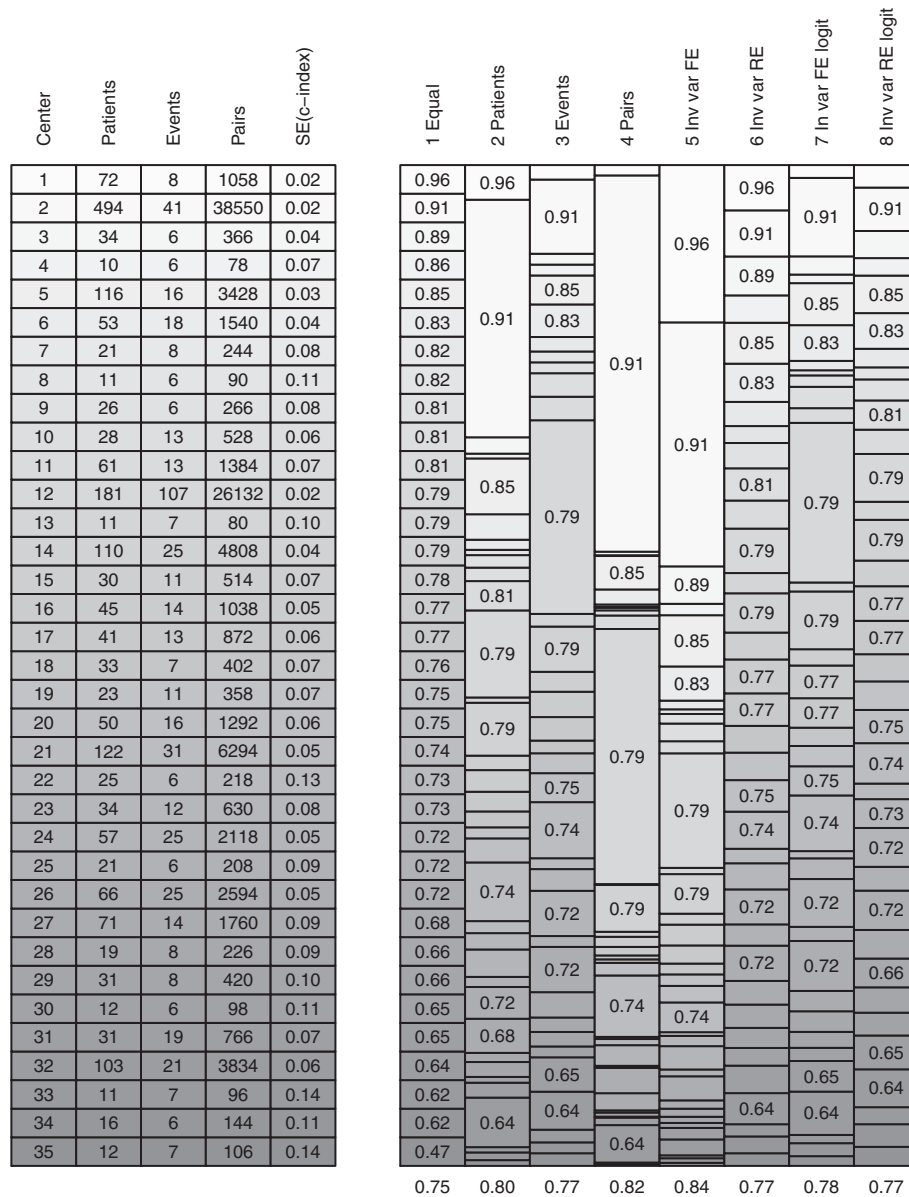 Center Patients Events Pairs SE(c−index)
1 72 8 1058 0.02
2 494 41 38550 0.02
3 34 6 366 0.04
4 10 6 78 0.07
5 116 16 3428 0.03
6 53 18 1540 0.04
7 21 8 244 0.08
8 11 6 90 0.11
9 26 6 266 0.08
10 28 13 528 0.06
11 61 13 1384 0.07
12 181 107 26132 0.02
13 11 7 80 0.10
14 110 25 4808 0.04
15 30 11 514 0.07
16 45 14 1038 0.05
17 41 13 872 0.06
18 33 7 402 0.07
19 23 11 358 0.07
20 50 16 1292 0.06
21 122 31 6294 0.05
22 25 6 218 0.13
23 34 12 630 0.08
24 57 25 2118 0.05
25 21 6 208 0.09
26 66 25 2594 0.05
27 71 14 1760 0.09
28 19 8 226 0.09
29 31 8 420 0.10
30 12 6 98 0.11
31 31 19 766 0.07
32 103 21 3834 0.06
33 11 7 96 0.14
34 16 6 144 0.11
35 12 7 106 0.14
1 Equal
0.96
0.91
0.89
0.86
0.85
0.83
0.82
0.82
0.81
0.81
0.81
0.79
0.79
0.79
0.78
0.77
0.77
0.76
0.75
0.75
0.74
0.73
0.73
0.72
0.72
0.72
0.68
0.66
0.66
0.65
0.65
0.64
0.62
0.62
0.47
2 Patients
0.96
0.91
0.85
0.81
0.79
0.79
0.74
0.72
0.68
0.64
3 Events
0.91
0.85
0.83
0.79
0.79
0.75
0.74
0.72
0.72
0.65
0.64
4 Pairs
0.91
0.85
0.79
0.79
0.74
0.64
5 Inv var FE
0.96
0.91
0.89
0.85
0.83
0.79
0.79
0.74
6 Inv var RE
0.96
0.91
0.89
0.85
0.83
0.81
0.79
0.79
0.77
0.77
0.75
0.74
0.72
0.72
0.64
7 In var FE logit
0.91
0.85
0.83
0.79
0.79
0.77
0.77
0.75
0.74
0.72
0.72
0.65
0.64
8 Inv var RE logit
0.91
0.85
0.83
0.81
0.79
0.79
0.77
0.77
0.75
0.74
0.73
0.72
0.72
0.66
0.65
0.64
0.75 0.80 0.77 0.82 0.84 0.77 0.78 0.77